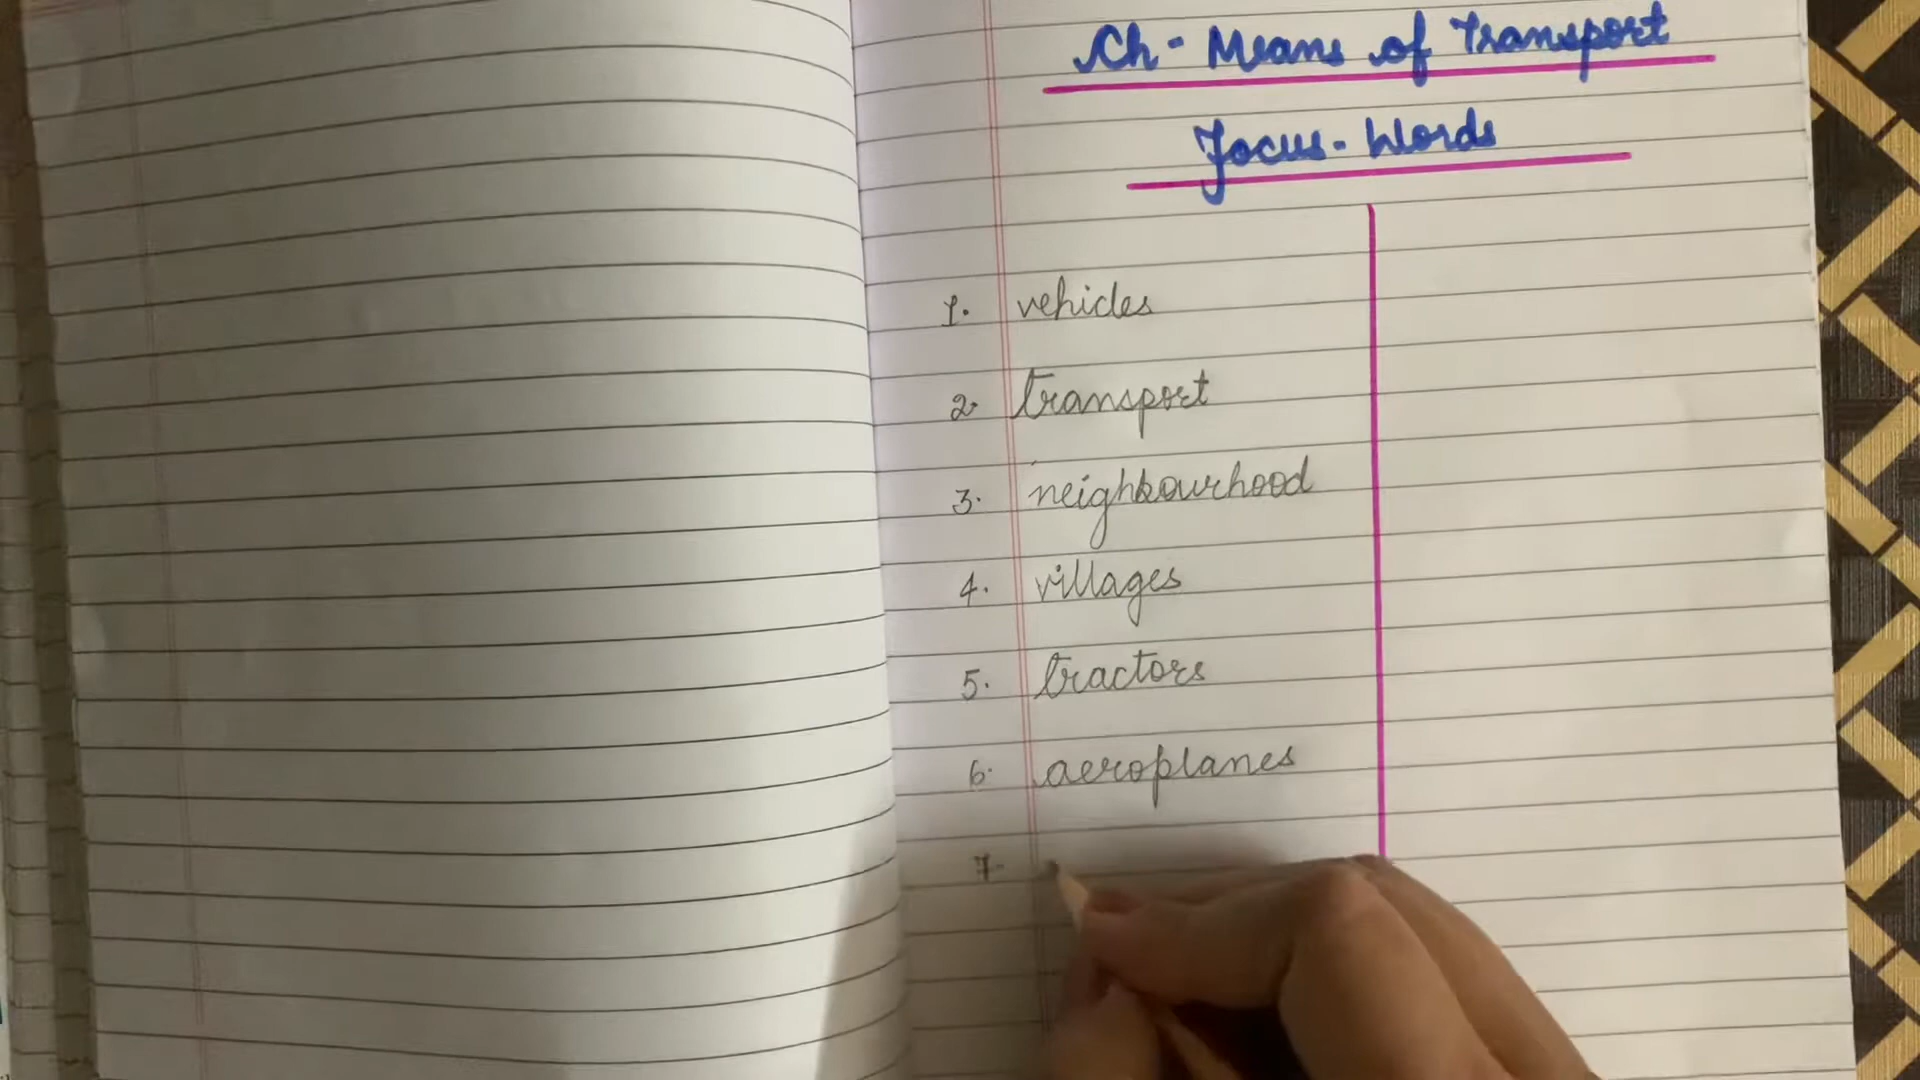 Ch - Means of Transport
Focus - Words
1. vehicles
2. transport
3. neighbourhood
4. villages
5. tractors
6. aeroplanes
7.